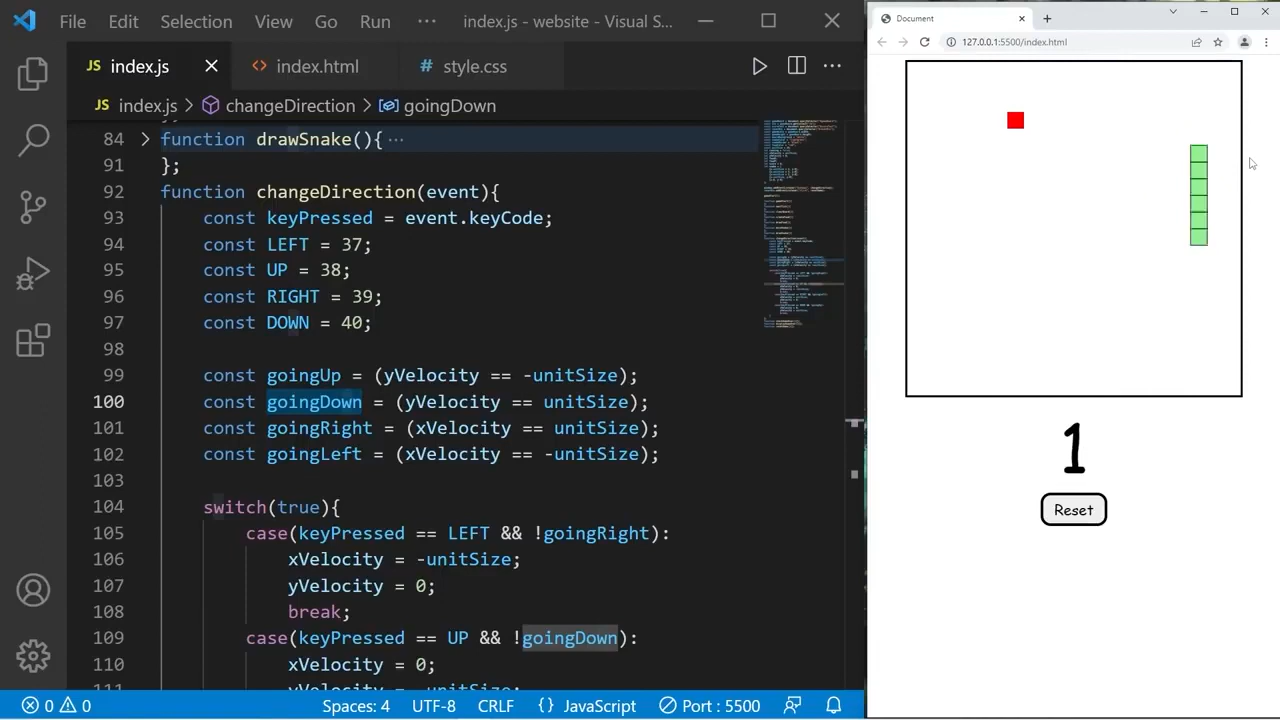 File Edit Selection View Go Run ··· index.js - website - Visual S...
JS index.js <> index.html # style.css
JS index.js > changeDirection > goingDown
64 function drawSnake(){ ···
91 };
92 function changeDirection(event){
93 const keyPressed = event.keyCode;
94 const LEFT = 37;
95 const UP = 38;
96 const RIGHT = 39;
97 const DOWN = 40;
98
99 const goingUp = (yVelocity == -unitSize);
100 const goingDown = (yVelocity == unitSize);
101 const goingRight = (xVelocity == unitSize);
102 const goingLeft = (xVelocity == -unitSize);
103
104 switch(true){
105 case(keyPressed == LEFT && !goingRight):
106 xVelocity = -unitSize;
107 yVelocity = 0;
108 break;
109 case(keyPressed == UP && !goingDown):
110 xVelocity = 0;
111 yVelocity = -unitSize;
0 0 Spaces: 4 UTF-8 CRLF {} JavaScript Port : 5500
Document
127.0.0.1:5500/index.html
1
Reset